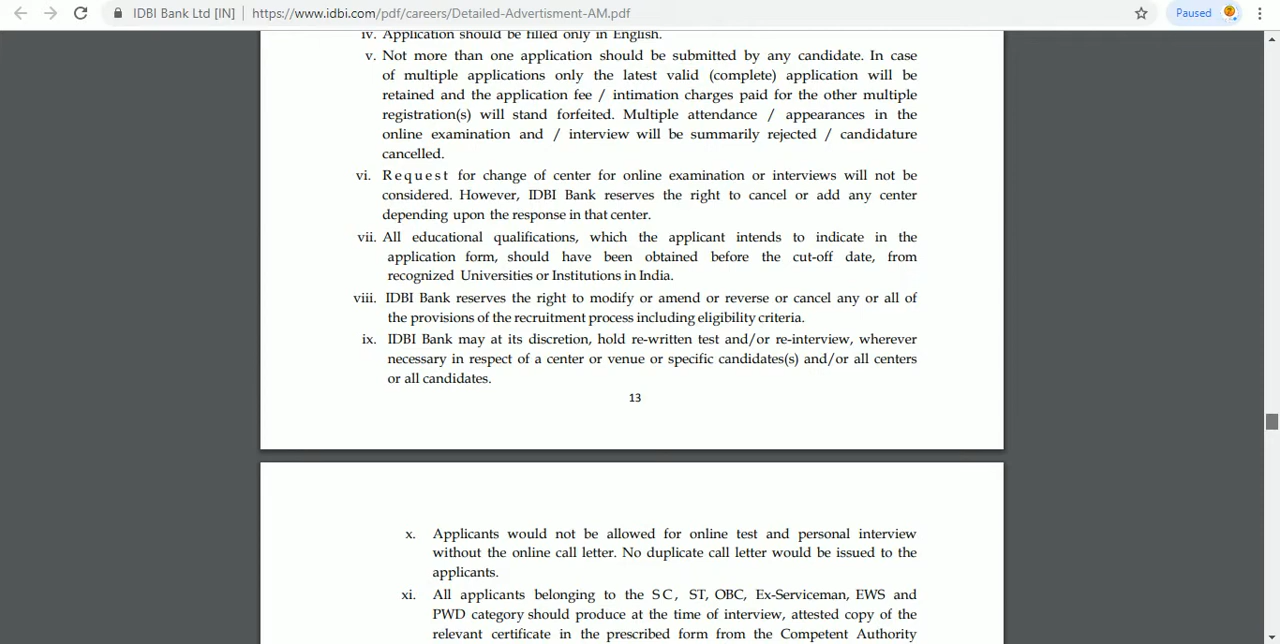 IDBI Bank Ltd [IN] | https://www.idbi.com/pdf/careers/Detailed-Advertisment-AM.pdf Paused
iv. Application should be filled only in English.
v. Not more than one application should be submitted by any candidate. In case
of multiple applications only the latest valid (complete) application will be
retained and the application fee / intimation charges paid for the other multiple
registration(s) will stand forfeited. Multiple attendance / appearances in the
online examination and / interview will be summarily rejected / candidature
cancelled.
vi. Request for change of center for online examination or interviews will not be
considered. However, IDBI Bank reserves the right to cancel or add any center
depending upon the response in that center.
vii. All educational qualifications, which the applicant intends to indicate in the
application form, should have been obtained before the cut-off date, from
recognized Universities or Institutions in India.
viii. IDBI Bank reserves the right to modify or amend or reverse or cancel any or all of
the provisions of the recruitment process including eligibility criteria.
ix. IDBI Bank may at its discretion, hold re-written test and/or re-interview, wherever
necessary in respect of a center or venue or specific candidates(s) and/or all centers
or all candidates.
13
x. Applicants would not be allowed for online test and personal interview
without the online call letter. No duplicate call letter would be issued to the
applicants.
xi. All applicants belonging to the SC, ST, OBC, Ex-Serviceman, EWS and
PWD category should produce at the time of interview, attested copy of the
relevant certificate in the prescribed form from the Competent Authority